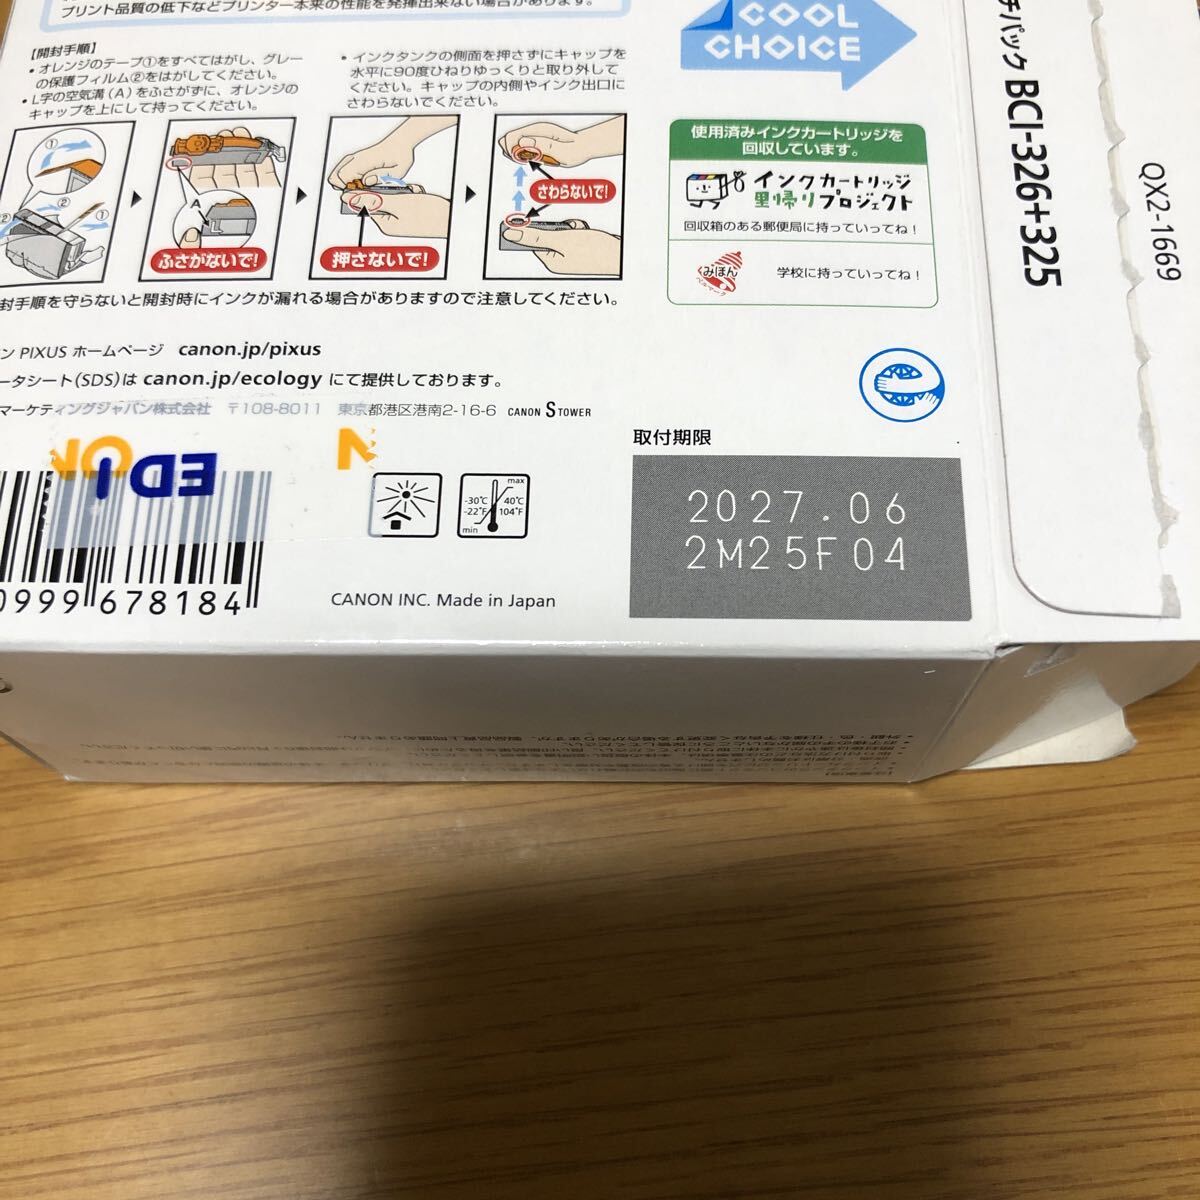 プリント品質の低下などプリンター本来の性能を発揮出来ない場合があります。
COOL
CHOICE
【開封手順】
・オレンジのテープ①をすべてはがし、グレー
の保護フィルム②をはがしてください。
・L字の空気溝(A)をふさがずに、オレンジの
キャップを上にして持ってください。
・インクタンクの側面を押さずにキャップを
水平に90度ひねりゆっくりと取り外して
ください。キャップの内側やインク出口に
さわらないでください。
① ② ① ②
A
ふさがないで!
押さないで!
さわらないで!
封手順を守らないと開封時にインクが漏れる場合がありますので注意してください。
使用済みインクカートリッジを
回収しています。
インクカートリッジ
里帰りプロジェクト
回収箱のある郵便局に持っていってね!
みほん
ベルマーク
学校に持っていってね!
ン PIXUS ホームページ canon.jp/pixus
ータシート(SDS)は canon.jp/ecology にて提供しております。
マーケティングジャパン株式会社 〒108-8011 東京都港区港南2-16-6 CANON S TOWER
EDION
-30℃
-22°F
min
max
40℃
104°F
0999 678184
CANON INC. Made in Japan
取付期限
2027.06
2M25F04
チパック BCI-326+325
QX2-1669